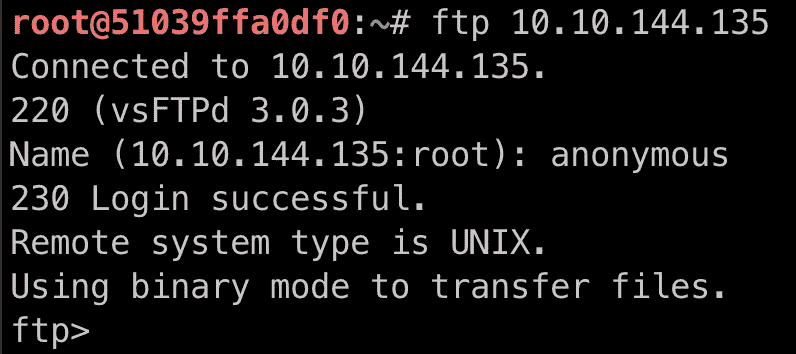 root@51039ffa0df0:~# ftp 10.10.144.135
Connected to 10.10.144.135.
220 (vsFTPd 3.0.3)
Name (10.10.144.135:root): anonymous
230 Login successful.
Remote system type is UNIX.
Using binary mode to transfer files.
ftp>